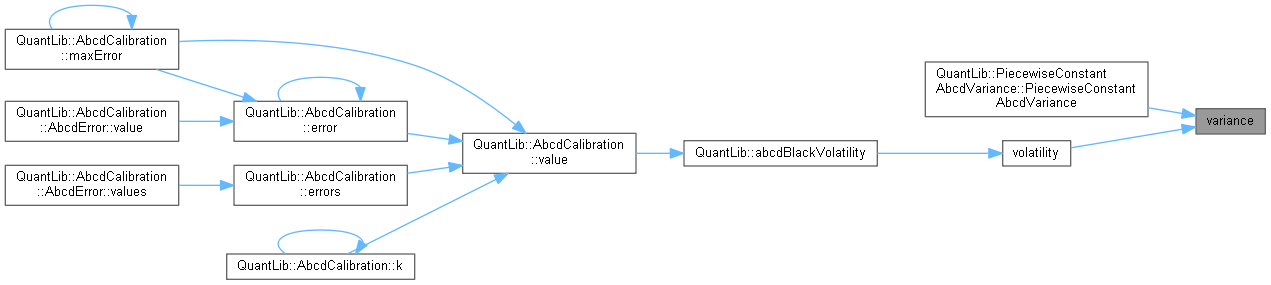 QuantLib::AbcdCalibration
::maxError
QuantLib::AbcdCalibration
::AbcdError::value
QuantLib::AbcdCalibration
::AbcdError::values
QuantLib::AbcdCalibration
::error
QuantLib::AbcdCalibration
::errors
QuantLib::AbcdCalibration::k
QuantLib::AbcdCalibration
::value
QuantLib::abcdBlackVolatility
QuantLib::PiecewiseConstant
AbcdVariance::PiecewiseConstant
AbcdVariance
volatility
variance